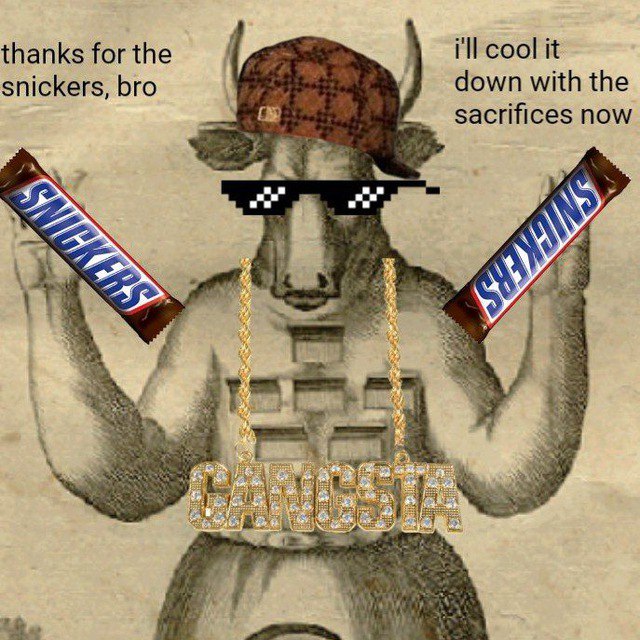 thanks for the
snickers, bro
i'll cool it
down with the
sacrifices now
SNICKERS
SNICKERS
GANGSTA